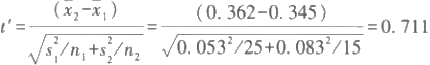 t′ = (x̄₂ − x̄₁) / √(s₁²/n₁ + s₂²/n₂) = (0.362 − 0.345) / √(0.053²/25 + 0.083²/15) = 0.711